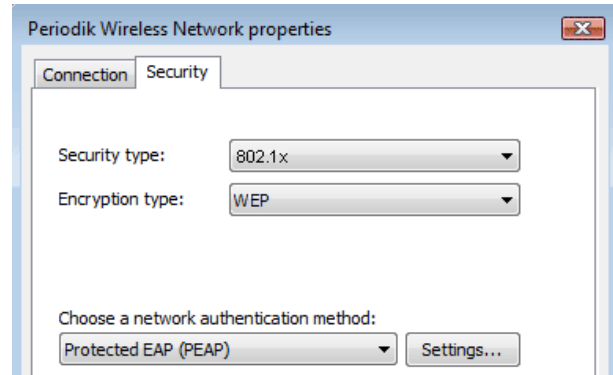 Periodik Wireless Network properties
Connection Security
Security type: 802.1x
Encryption type: WEP
Choose a network authentication method:
Protected EAP (PEAP) Settings...